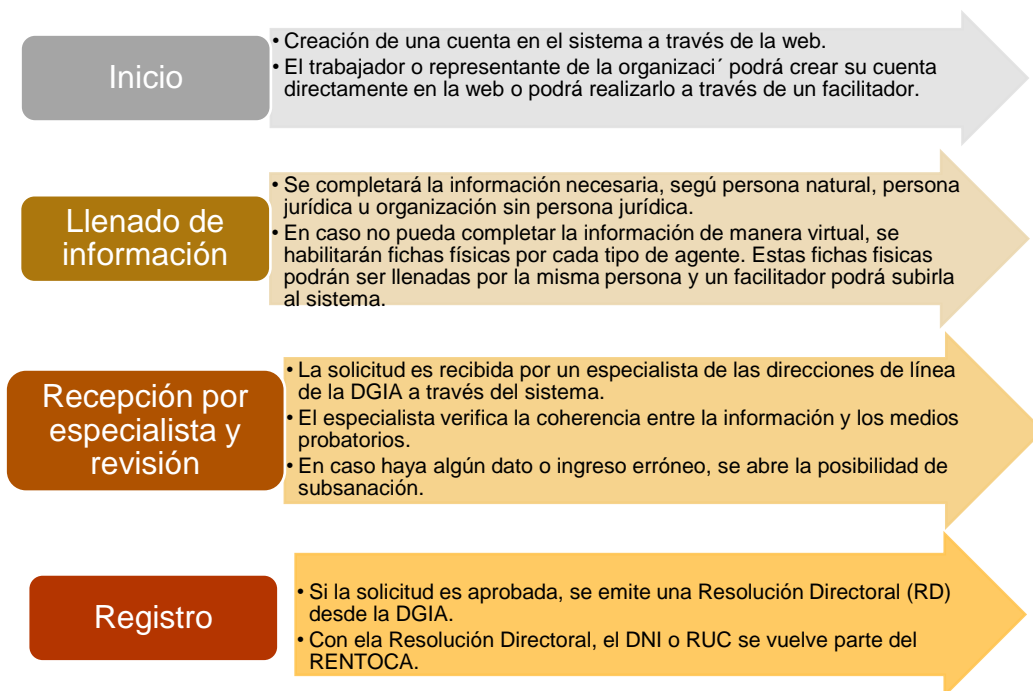 Inicio
• Creación de una cuenta en el sistema a través de la web.
• El trabajador o representante de la organizaci´ podrá crear su cuenta
directamente en la web o podrá realizarlo a través de un facilitador.
Llenado de
información
• Se completará la información necesaria, segú persona natural, persona
jurídica u organización sin persona jurídica.
• En caso no pueda completar la información de manera virtual, se
habilitarán fichas físicas por cada tipo de agente. Estas fichas fisicas
podrán ser llenadas por la misma persona y un facilitador podrá subirla
al sistema.
Recepción por
especialista y
revisión
• La solicitud es recibida por un especialista de las direcciones de línea
de la DGIA a través del sistema.
• El especialista verifica la coherencia entre la información y los medios
probatorios.
• En caso haya algún dato o ingreso erróneo, se abre la posibilidad de
subsanación.
Registro
• Si la solicitud es aprobada, se emite una Resolución Directoral (RD)
desde la DGIA.
• Con ela Resolución Directoral, el DNI o RUC se vuelve parte del
RENTOCA.